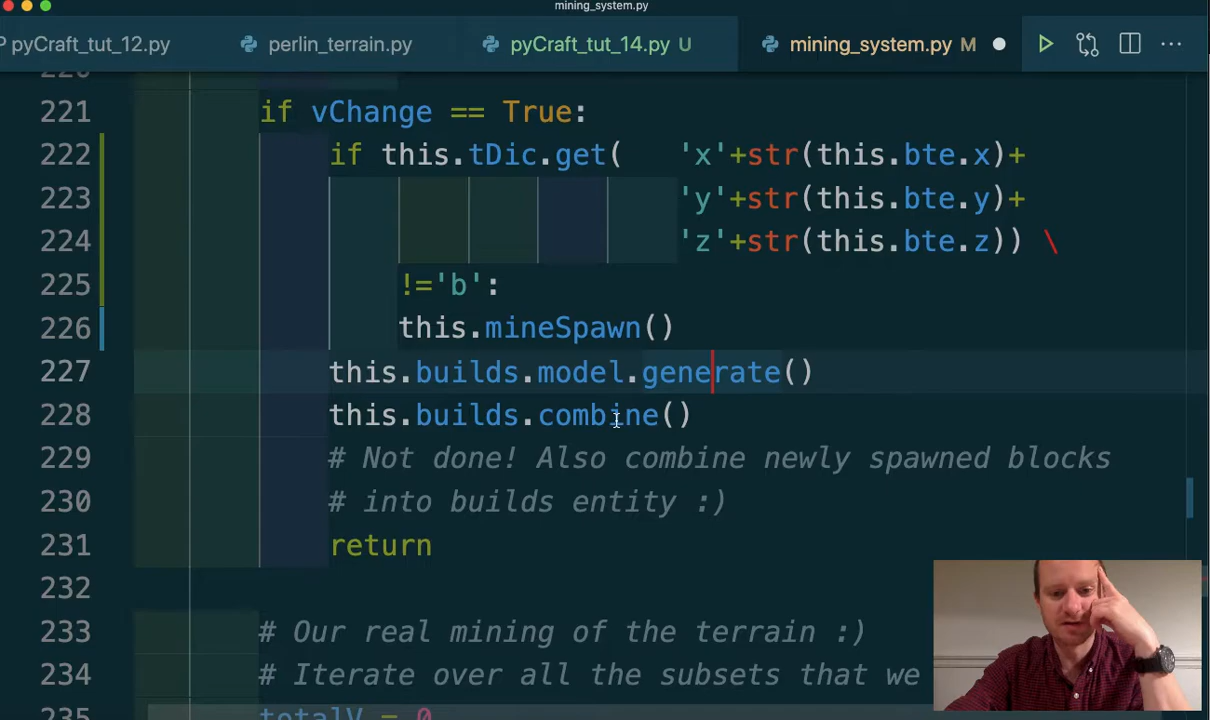 mining_system.py
pyCraft_tut_12.py perlin_terrain.py pyCraft_tut_14.py U mining_system.py M
221 if vChange == True:
222 if this.tDic.get( 'x'+str(this.bte.x)+
223 'y'+str(this.bte.y)+
224 'z'+str(this.bte.z)) \
225 !='b':
226 this.mineSpawn()
227 this.builds.model.generate()
228 this.builds.combine()
229 # Not done! Also combine newly spawned blocks
230 # into builds entity :)
231 return
232
233 # Our real mining of the terrain :)
234 # Iterate over all the subsets that we
235 totalV = 0